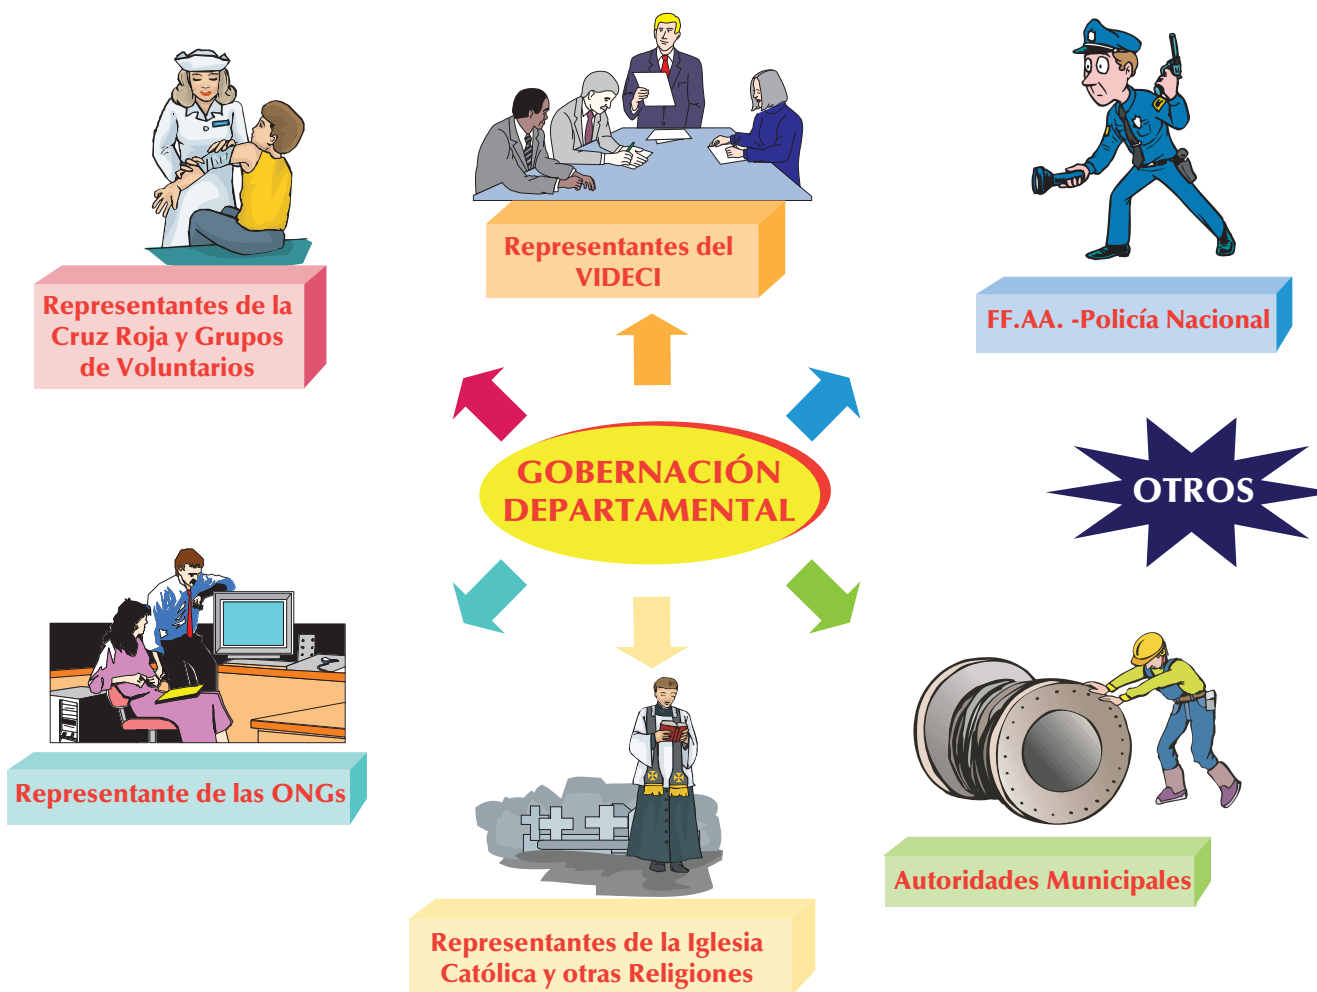 Representantes de la
Cruz Roja y Grupos
de Voluntarios
Representantes del
VIDECI
FF.AA. -Policía Nacional
GOBERNACIÓN
DEPARTAMENTAL
OTROS
Representante de las ONGs
Representantes de la Iglesia
Católica y otras Religiones
Autoridades Municipales